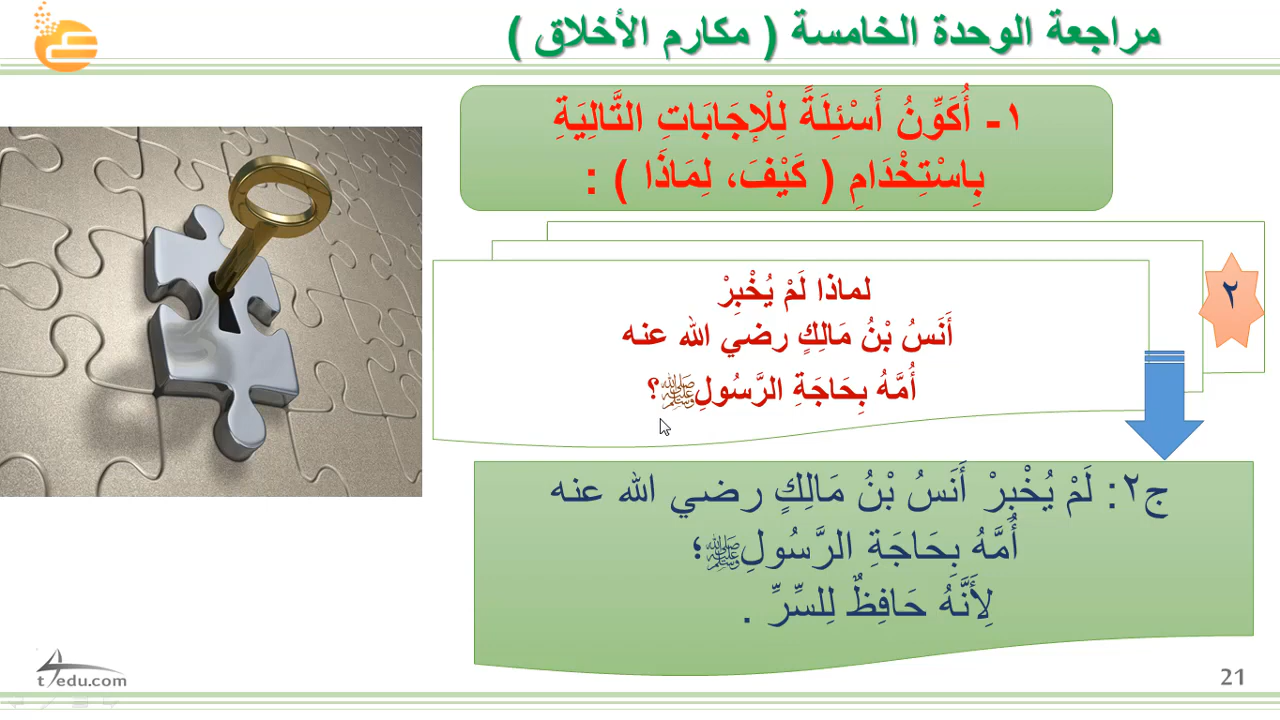 مراجعة الوحدة الخامسة ( مكارم الأخلاق )
١- أُكَوِّنُ أَسْئِلَةً لِلْإِجَابَاتِ التَّالِيَةِ
بِاسْتِخْدَامِ ( كَيْفَ، لِمَاذَا ) :
٢
لماذا لَمْ يُخْبِرْ
أَنَسُ بْنُ مَالِكٍ رضي الله عنه
أُمَّهُ بِحَاجَةِ الرَّسُولِ ﷺ؟
ج٢: لَمْ يُخْبِرْ أَنَسُ بْنُ مَالِكٍ رضي الله عنه
أُمَّهُ بِحَاجَةِ الرَّسُولِ ﷺ؛
لِأَنَّهُ حَافِظٌ لِلسِّرِّ .
t4edu.com
21